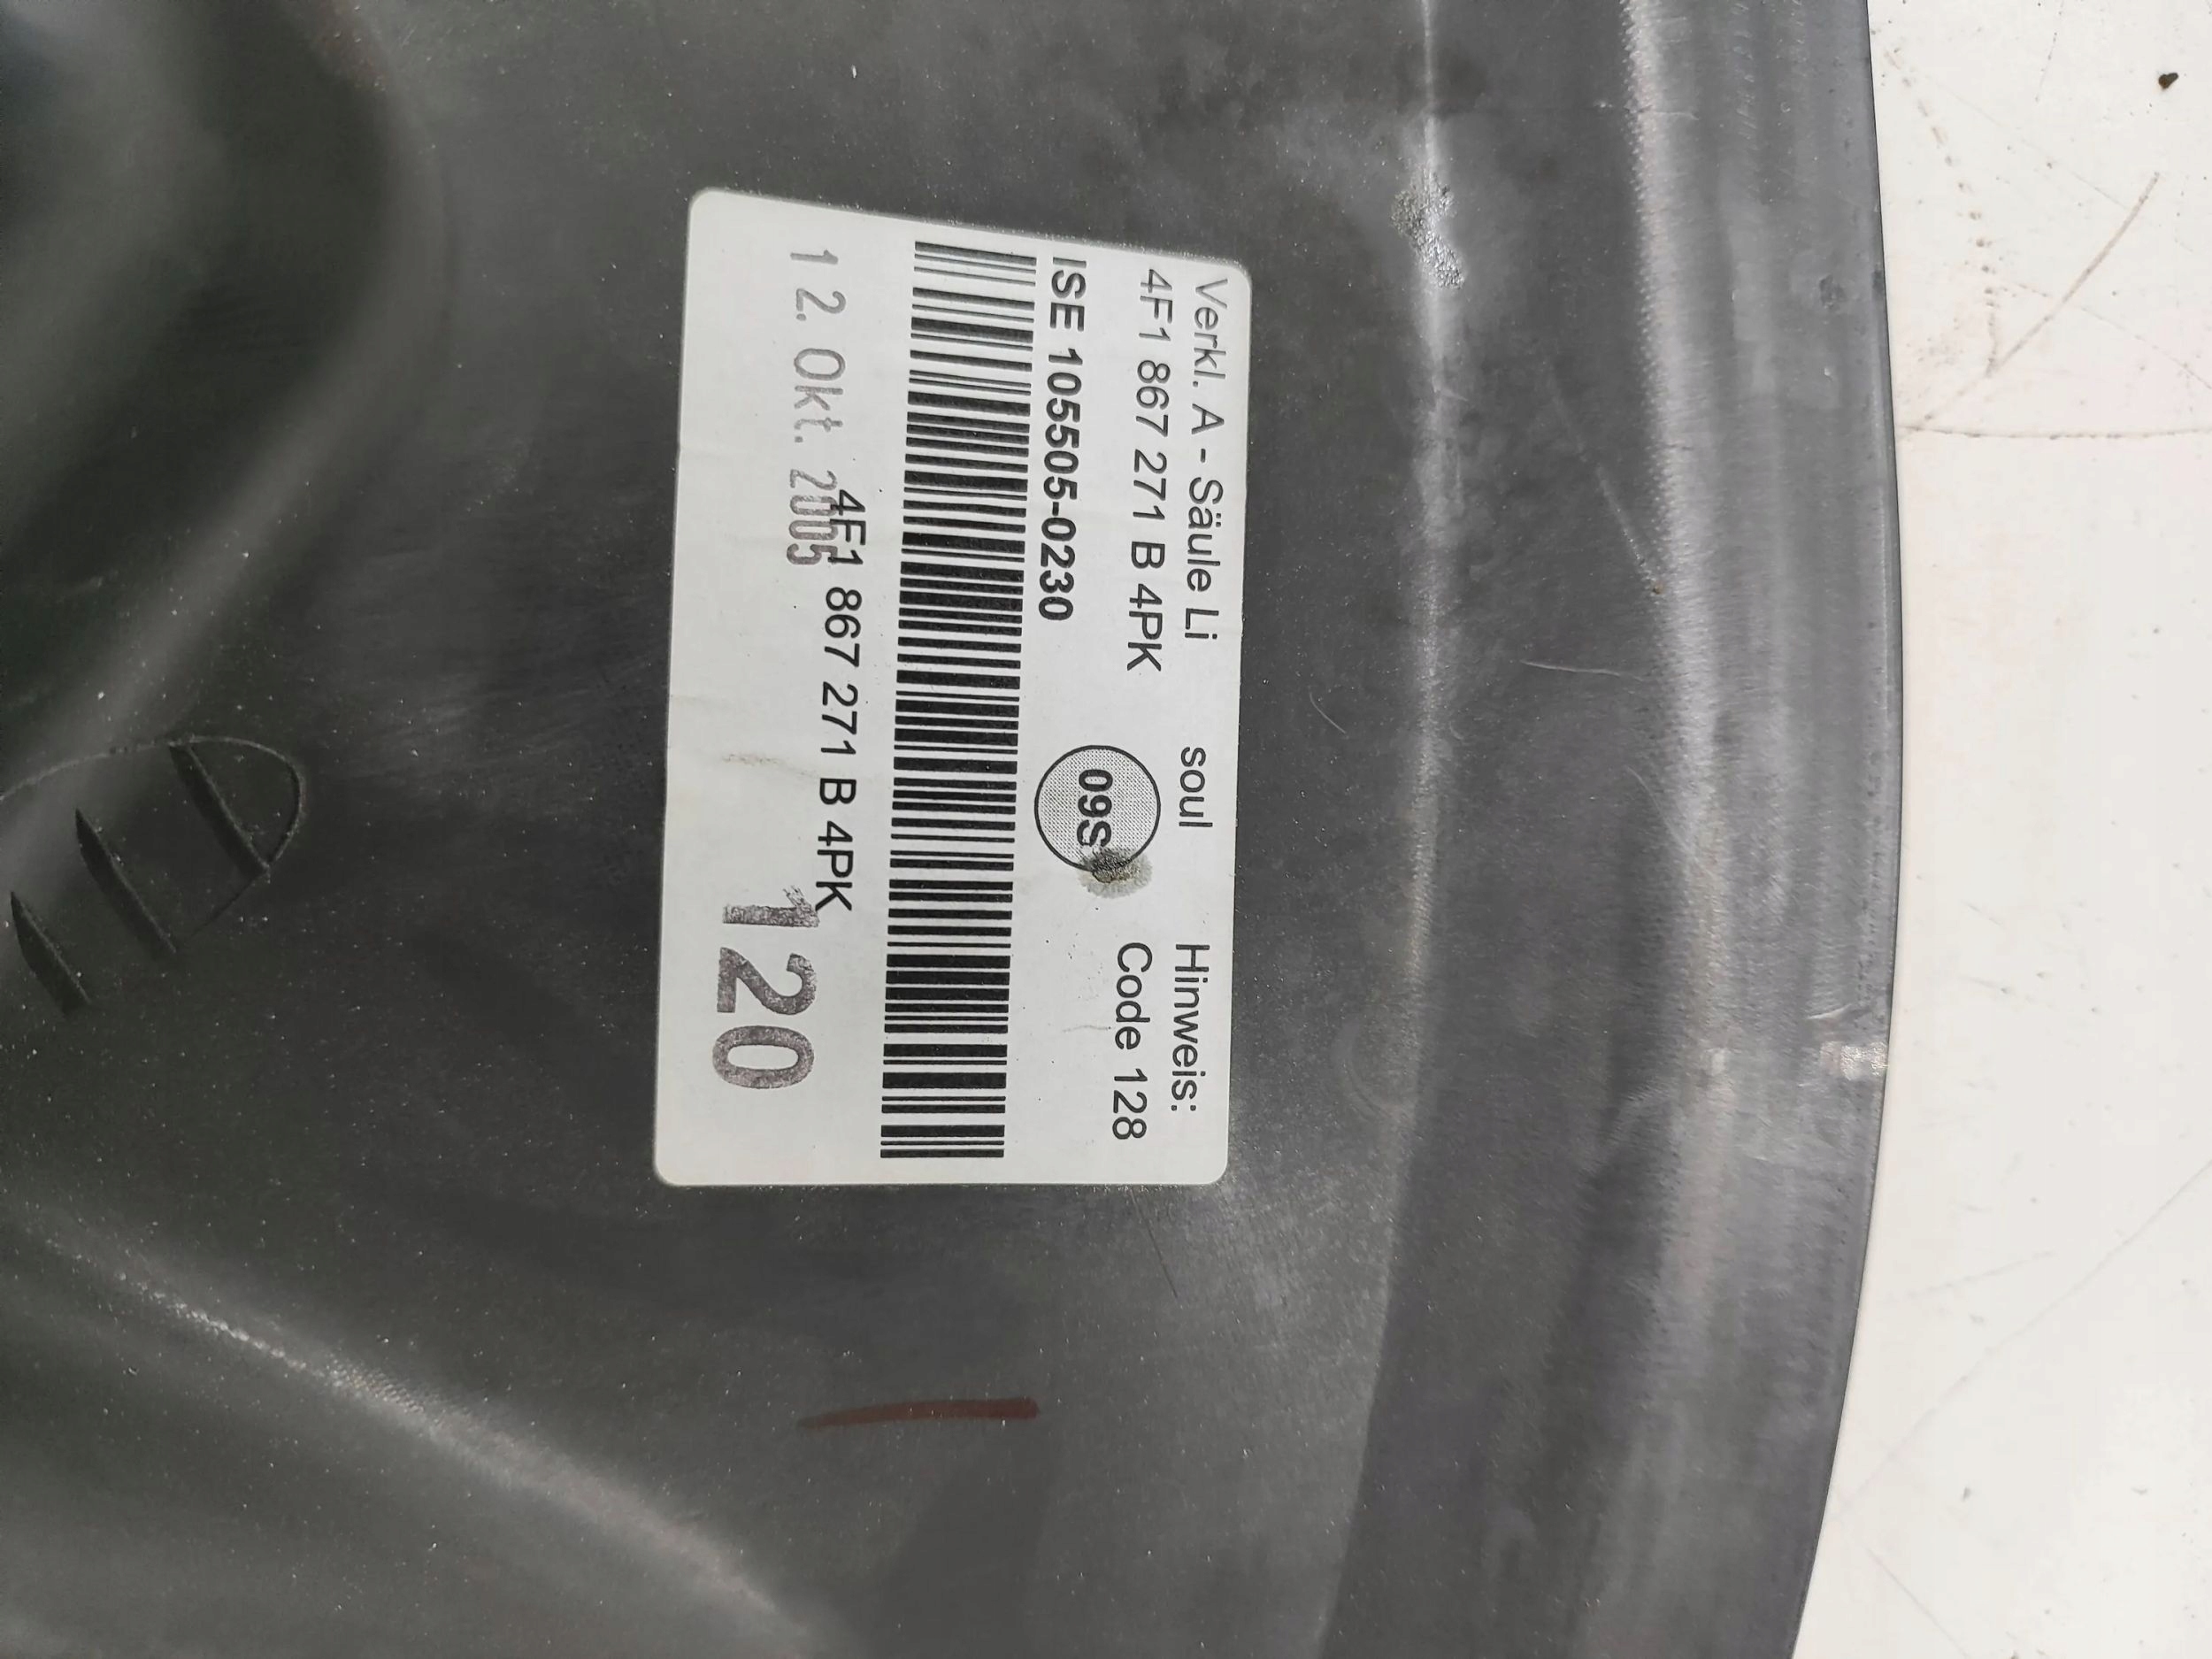 Verkl. A - Säule Li soul Hinweis:
4F1 867 271 B 4PK Code 128
09S
ISE 105505-0230
4F1 867 271 B 4PK
12. Okt. 2005
120